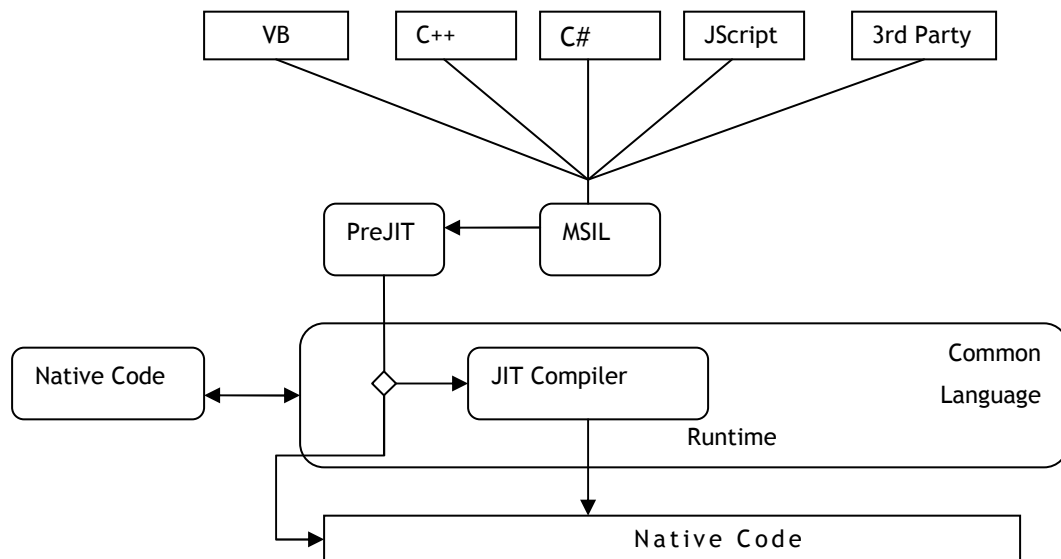 VB
C++
C#
JScript
3rd Party
PreJIT
MSIL
Common
Native Code
JIT Compiler
Language
Runtime
Native Code